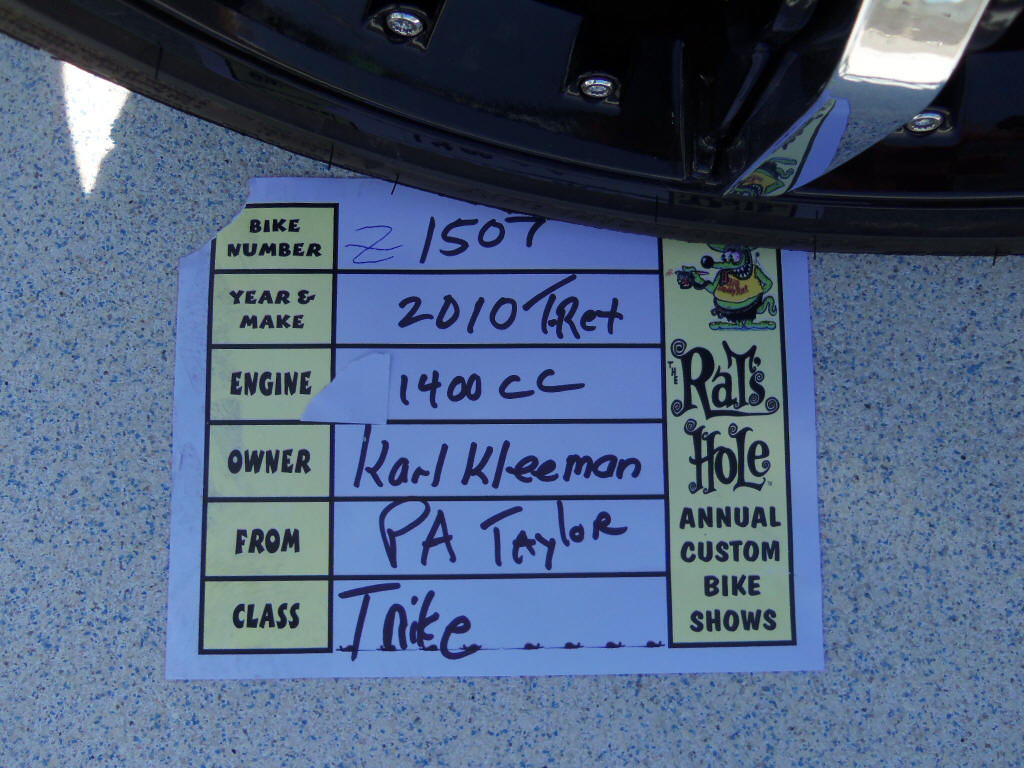 BIKE NUMBER Z 1507
YEAR & MAKE 2010 T-Ret
ENGINE 1400 CC
OWNER Karl Kleeman
FROM PA Taylor
CLASS Trike
THE RAT'S HOLE™
ANNUAL
CUSTOM
BIKE
SHOWS